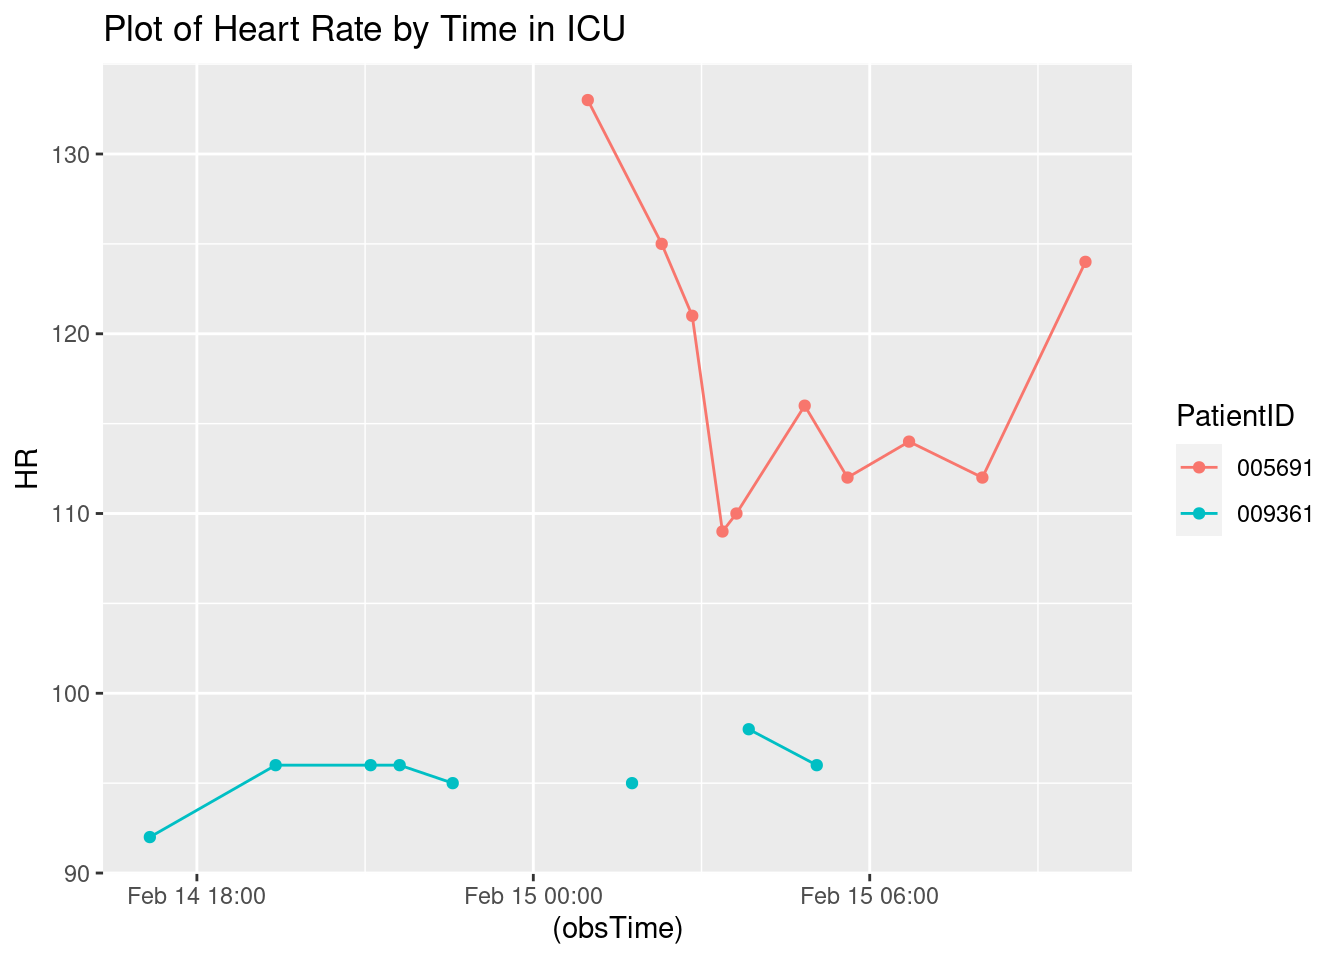 Plot of Heart Rate by Time in ICU
130
120
110
100
90
HR
Feb 14 18:00
Feb 15 00:00
Feb 15 06:00
(obsTime)
PatientID
005691
009361